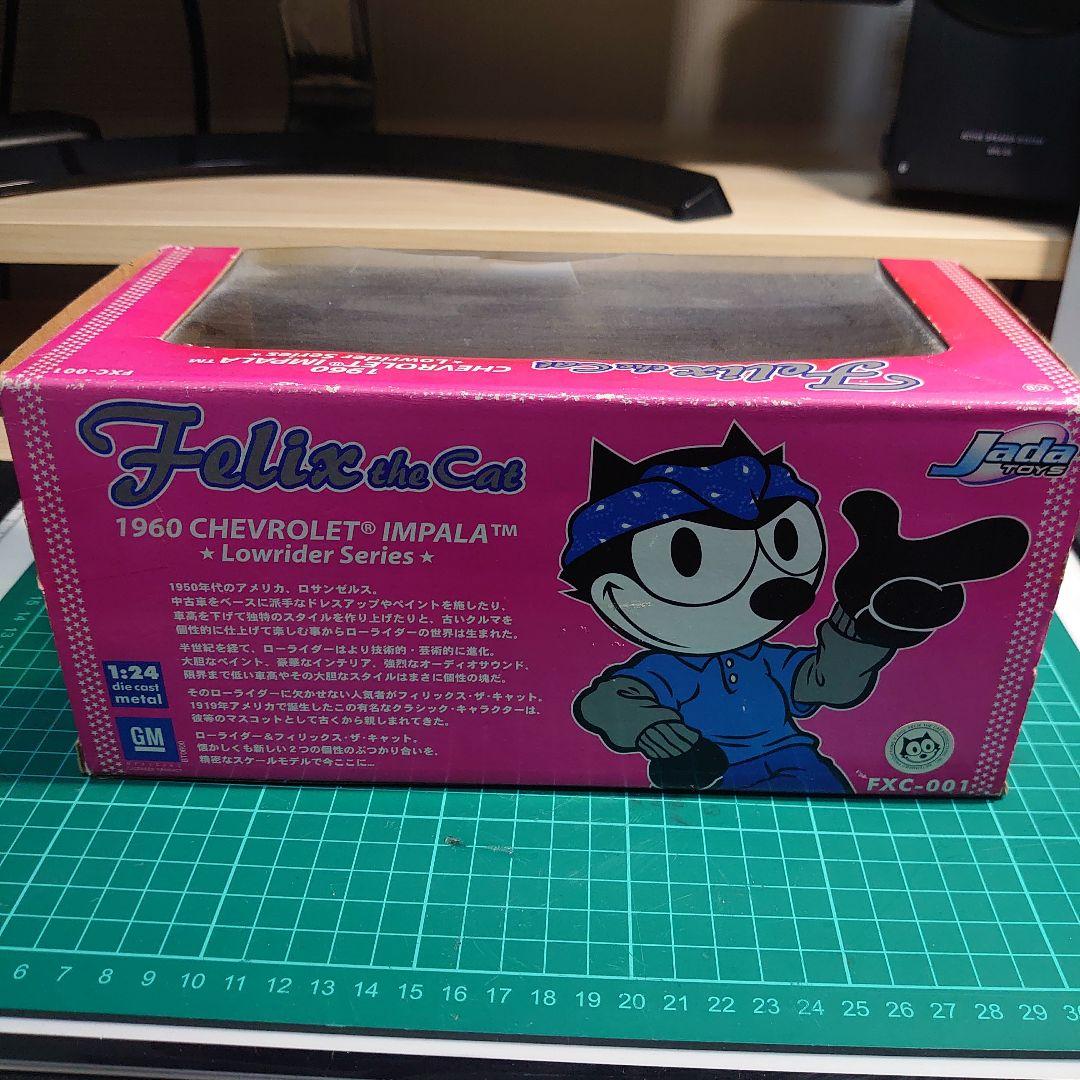 1960
CHEVROLET® IMPALA™
★ Lowrider Series ★
FXC-001
Felix the Cat
Felix the Cat
1960 CHEVROLET® IMPALA™
★ Lowrider Series ★
Jada
TOYS
1950年代のアメリカ、ロサンゼルス。
中古車をベースに派手なドレスアップやペイントを施したり、
車高を下げて独特のスタイルを作り上げたりと、古いクルマを
個性的に仕上げて楽しむ事からローライダーの世界は生まれた。
半世紀を経て、ローライダーはより技術的・芸術的に進化。
大胆なペイント、豪華なインテリア、強烈なオーディオサウンド、
限界まで低い車高やその大胆なスタイルはまさに個性の塊だ。
そのローライダーに欠かせない人気者がフィリックス・ザ・キャット。
1919年アメリカで誕生したこの有名なクラシック・キャラクターは、
彼等のマスコットとして古くから親しまれてきた。
ローライダー&フィリックス・ザ・キャット。
懐かしくも新しい2つの個性のぶつかり合いを、
精密なスケールモデルで今ここに...
1:24
die cast
metal
GM
FXC-001
6 7 8 9 10 11 12 13 14 15 16 17 18 19 20 21 22 23 24 25 26 27 28 29